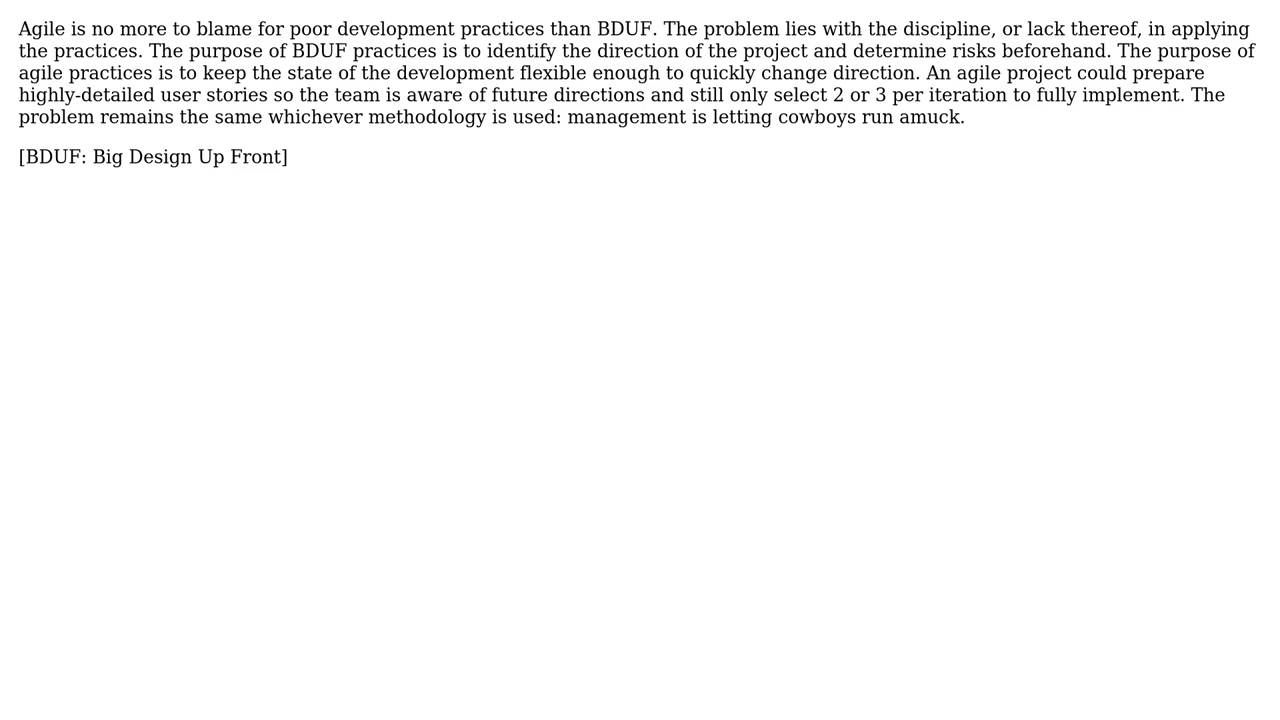 Agile is no more to blame for poor development practices than BDUF. The problem lies with the discipline, or lack thereof, in applying
the practices. The purpose of BDUF practices is to identify the direction of the project and determine risks beforehand. The purpose of
agile practices is to keep the state of the development flexible enough to quickly change direction. An agile project could prepare
highly-detailed user stories so the team is aware of future directions and still only select 2 or 3 per iteration to fully implement. The
problem remains the same whichever methodology is used: management is letting cowboys run amuck.
[BDUF: Big Design Up Front]